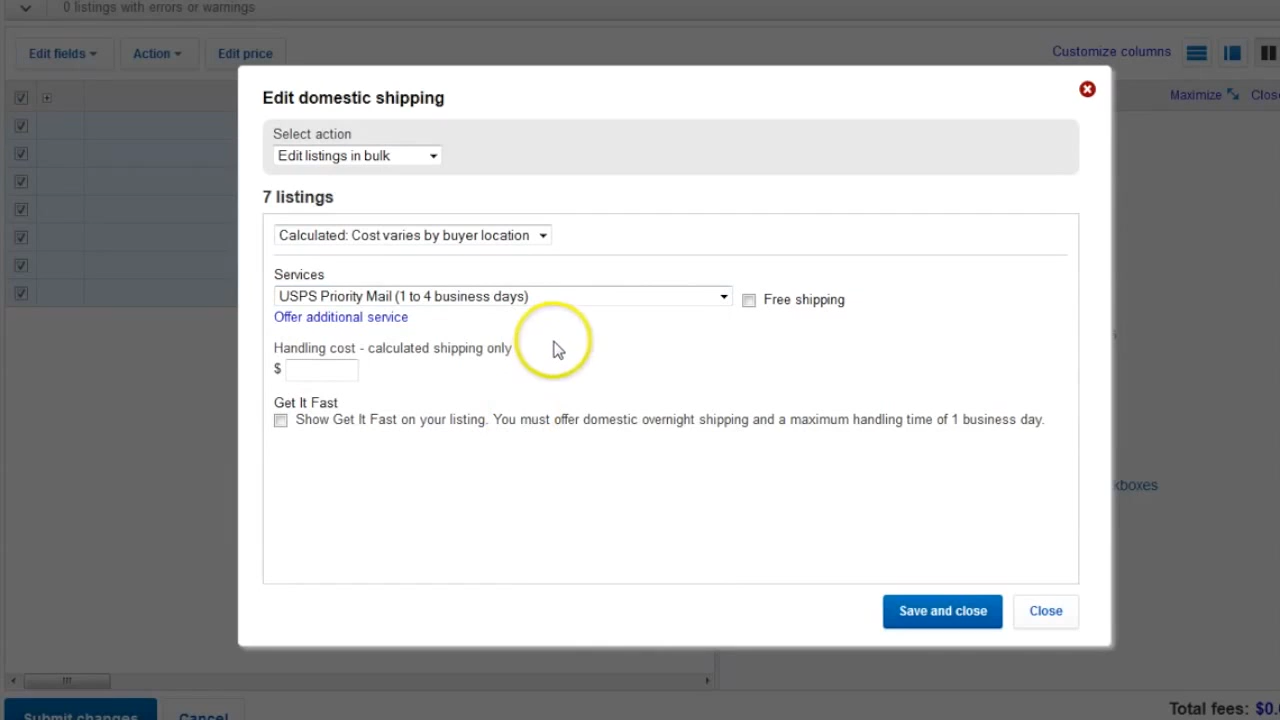 0 listings with errors or warnings
Edit fields
Action
Edit price
Customize columns
Maximize
Edit domestic shipping
Select action
Edit listings in bulk
7 listings
Calculated: Cost varies by buyer location
Services
USPS Priority Mail (1 to 4 business days)
Free shipping
Offer additional service
Handling cost - calculated shipping only
$
Get It Fast
Show Get It Fast on your listing. You must offer domestic overnight shipping and a maximum handling time of 1 business day.
Save and close
Close
Submit changes
Cancel
Total fees: $0.